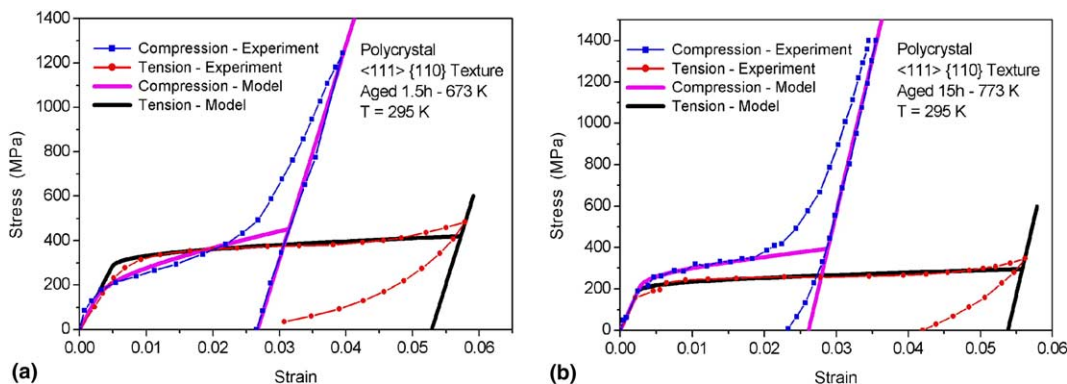 1400
1200
1000
800
600
400
200
0
Stress (MPa)
Compression - Experiment
Tension - Experiment
Compression - Model
Tension - Model
Polycrystal
<111> {110} Texture
Aged 1.5h - 673 K
T = 295 K
0.00 0.01 0.02 0.03 0.04 0.05 0.06
Strain
(a)
1400
1200
1000
800
600
400
200
0
Stress (MPa)
Compression - Experiment
Tension - Experiment
Compression - Model
Tension - Model
Polycrystal
<111> {110} Texture
Aged 15h - 773 K
T = 295 K
0.00 0.01 0.02 0.03 0.04 0.05 0.06
Strain
(b)